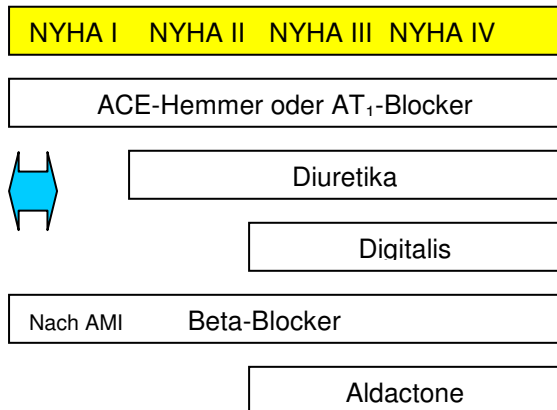 NYHA I NYHA II NYHA III NYHA IV
ACE-Hemmer oder AT₁-Blocker
Diuretika
Digitalis
Nach AMI Beta-Blocker
Aldactone